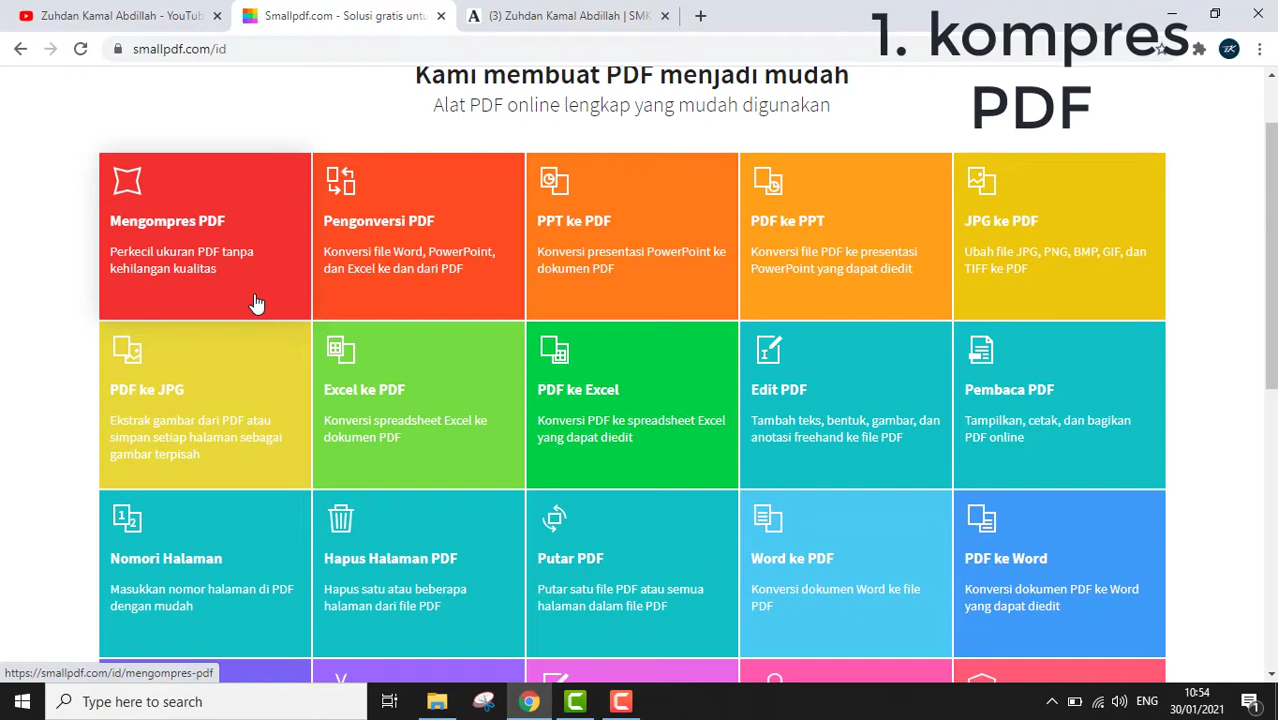 Zuhdan Kamal Abdillah - YouTube
Smallpdf.com - Solusi gratis untuk
(3) Zuhdan Kamal Abdillah | SMK
smallpdf.com/id
1. kompres
PDF
Kami membuat PDF menjadi mudah
Alat PDF online lengkap yang mudah digunakan
Mengompres PDF
Perkecil ukuran PDF tanpa
kehilangan kualitas
Pengonversi PDF
Konversi file Word, PowerPoint,
dan Excel ke dan dari PDF
PPT ke PDF
Konversi presentasi PowerPoint ke
dokumen PDF
PDF ke PPT
Konversi file PDF ke presentasi
PowerPoint yang dapat diedit
JPG ke PDF
Ubah file JPG, PNG, BMP, GIF, dan
TIFF ke PDF
PDF ke JPG
Ekstrak gambar dari PDF atau
simpan setiap halaman sebagai
gambar terpisah
Excel ke PDF
Konversi spreadsheet Excel ke
dokumen PDF
PDF ke Excel
Konversi PDF ke spreadsheet Excel
yang dapat diedit
Edit PDF
Tambah teks, bentuk, gambar, dan
anotasi freehand ke file PDF
Pembaca PDF
Tampilkan, cetak, dan bagikan
PDF online
1 2
Nomori Halaman
Masukkan nomor halaman di PDF
dengan mudah
Hapus Halaman PDF
Hapus satu atau beberapa
halaman dari file PDF
Putar PDF
Putar satu file PDF atau semua
halaman dalam file PDF
Word ke PDF
Konversi dokumen Word ke file
PDF
PDF ke Word
Konversi dokumen PDF ke Word
yang dapat diedit
https://smallpdf.com/id/mengompres-pdf
Type here to search
ENG
10:54
30/01/2021